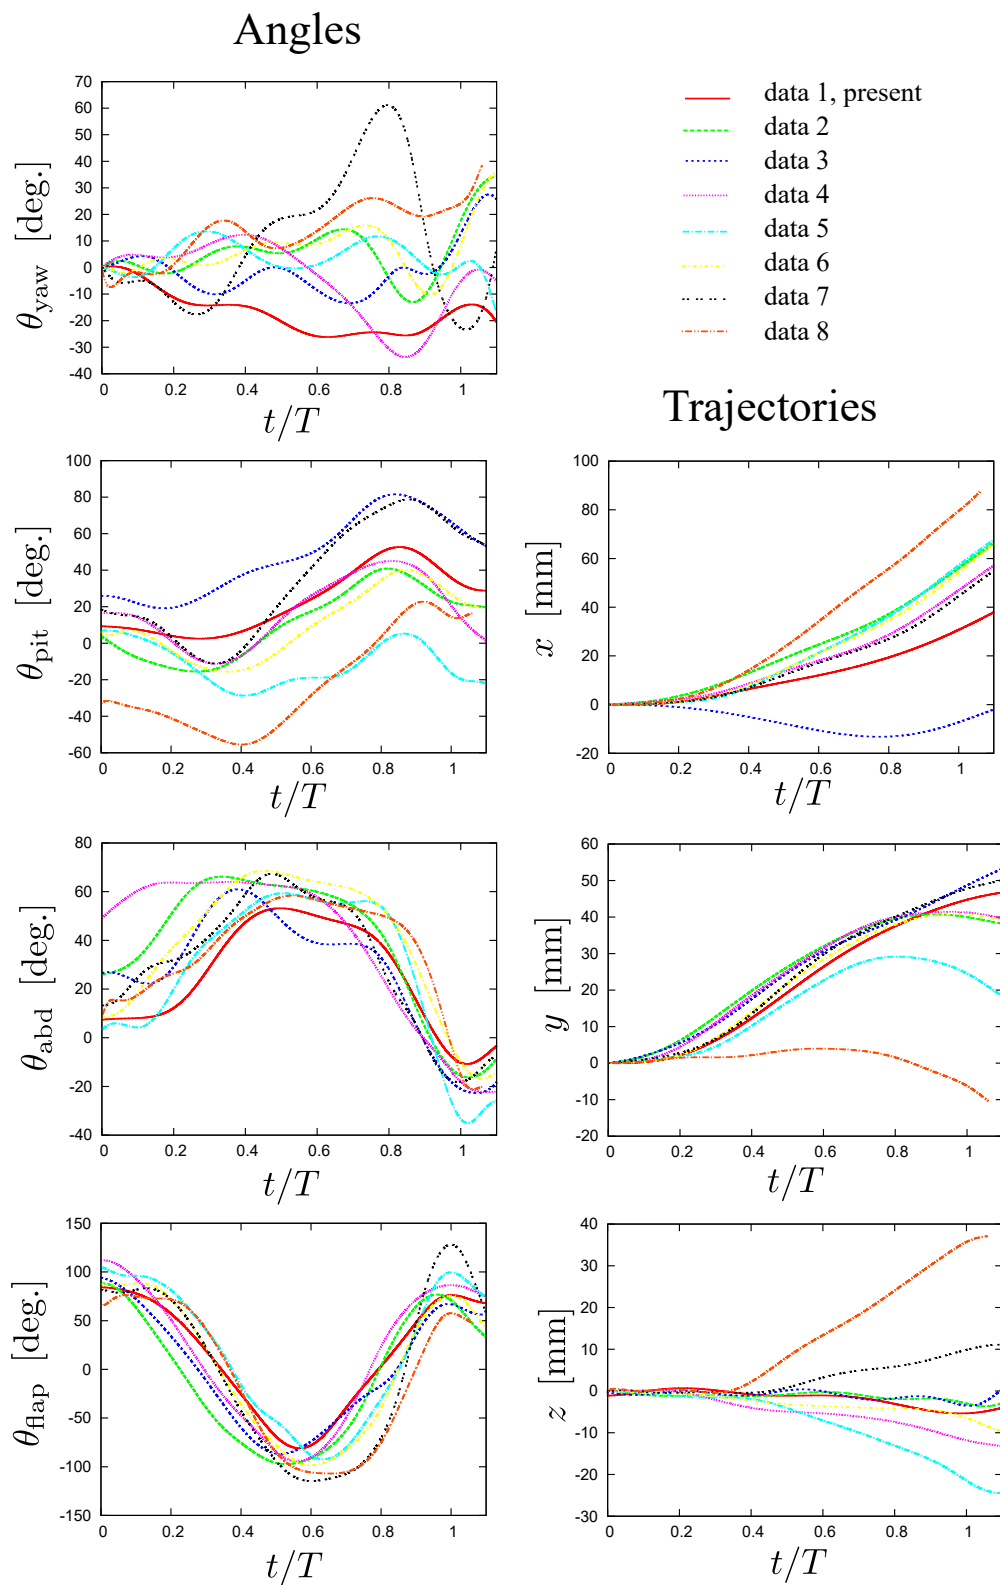 Angles
70
60
50
40
30
20
10
0
-10
-20
-30
-40
0 0.2 0.4 0.6 0.8 1
θyaw [deg.]
t/T
data 1, present
data 2
data 3
data 4
data 5
data 6
data 7
data 8
Trajectories
100
80
60
40
20
0
-20
-40
-60
0 0.2 0.4 0.6 0.8 1
θpit [deg.]
t/T
100
80
60
40
20
0
-20
0 0.2 0.4 0.6 0.8 1
x [mm]
t/T
80
60
40
20
0
-20
-40
0 0.2 0.4 0.6 0.8 1
θabd [deg.]
t/T
60
50
40
30
20
10
0
-10
-20
0 0.2 0.4 0.6 0.8 1
y [mm]
t/T
150
100
50
0
-50
-100
-150
0 0.2 0.4 0.6 0.8 1
θflap [deg.]
t/T
40
30
20
10
0
-10
-20
-30
0 0.2 0.4 0.6 0.8 1
z [mm]
t/T